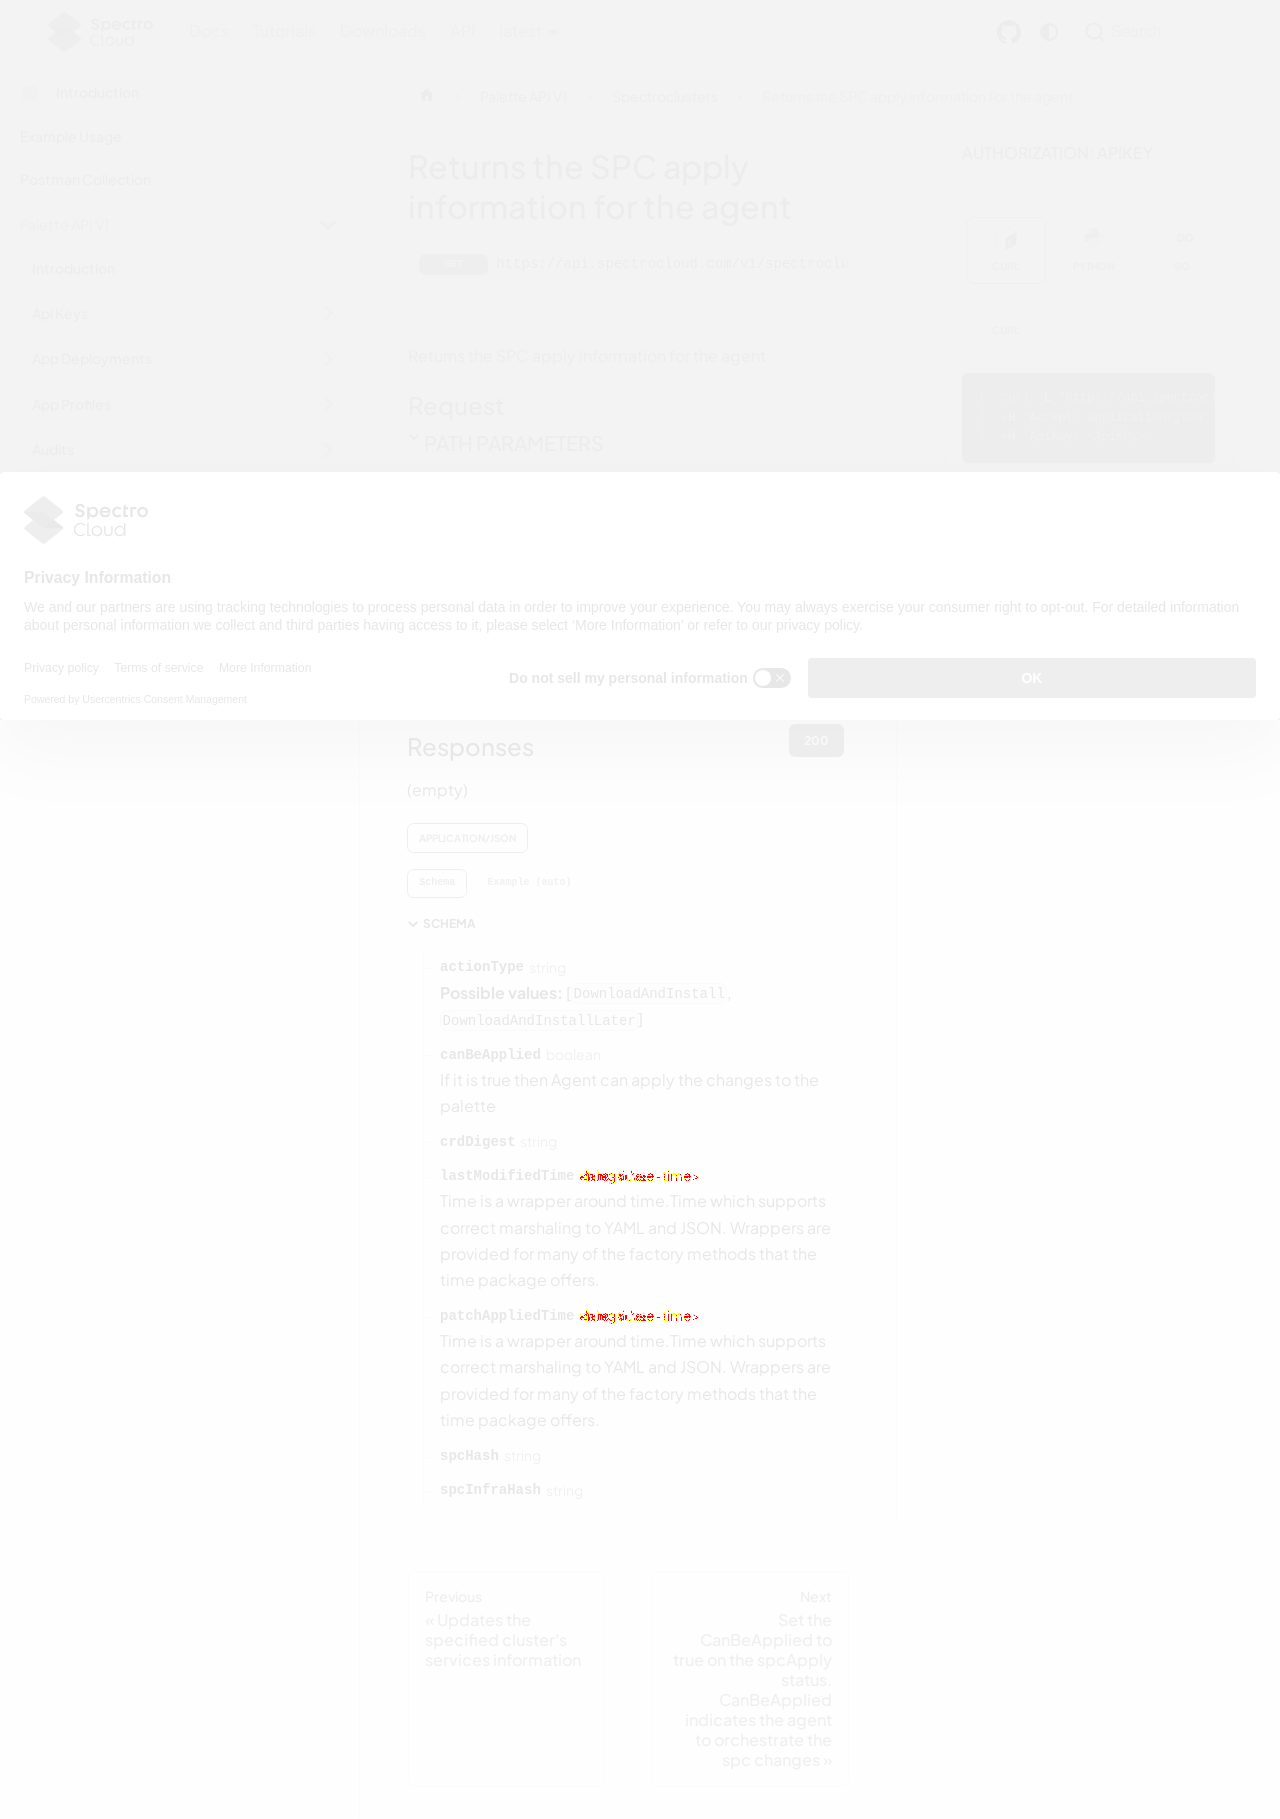 Spectro Cloud
Docs Tutorials Downloads API latest
Search
Introduction
Example Usage
Postman Collection
Palette API V1
Introduction
Api Keys
App Deployments
App Profiles
Audits
Palette API V1 Spectroclusters Returns the SPC apply information for the agent
Returns the SPC apply
information for the agent
GET https://api.spectrocloud.com/v1/spectroclu
Returns the SPC apply information for the agent
Request
PATH PARAMETERS
AUTHORIZATION: APIKEY
CURL PYTHON GO
CURL
Spectro
Cloud
Privacy Information
We and our partners are using tracking technologies to process personal data in order to improve your experience. You may always exercise your consumer right to opt-out. For detailed information
about personal information we collect and third parties having access to it, please select 'More Information' or refer to our privacy policy.
Privacy policy Terms of service More Information
Powered by Usercentrics Consent Management
Do not sell my personal information
OK
Responses
200
(empty)
APPLICATION/JSON
Schema Example (auto)
SCHEMA
actionType string
Possible values: [DownloadAndInstall,
DownloadAndInstallLater]
canBeApplied boolean
If it is true then Agent can apply the changes to the
palette
crdDigest string
lastModifiedTime
Time is a wrapper around time.Time which supports
correct marshaling to YAML and JSON. Wrappers are
provided for many of the factory methods that the
time package offers.
patchAppliedTime
Time is a wrapper around time.Time which supports
correct marshaling to YAML and JSON. Wrappers are
provided for many of the factory methods that the
time package offers.
spcHash string
spcInfraHash string
Previous
« Updates the
specified cluster's
services information
Next
Set the
CanBeApplied to
true on the spcApply
status.
CanBeApplied
indicates the agent
to orchestrate the
spc changes »